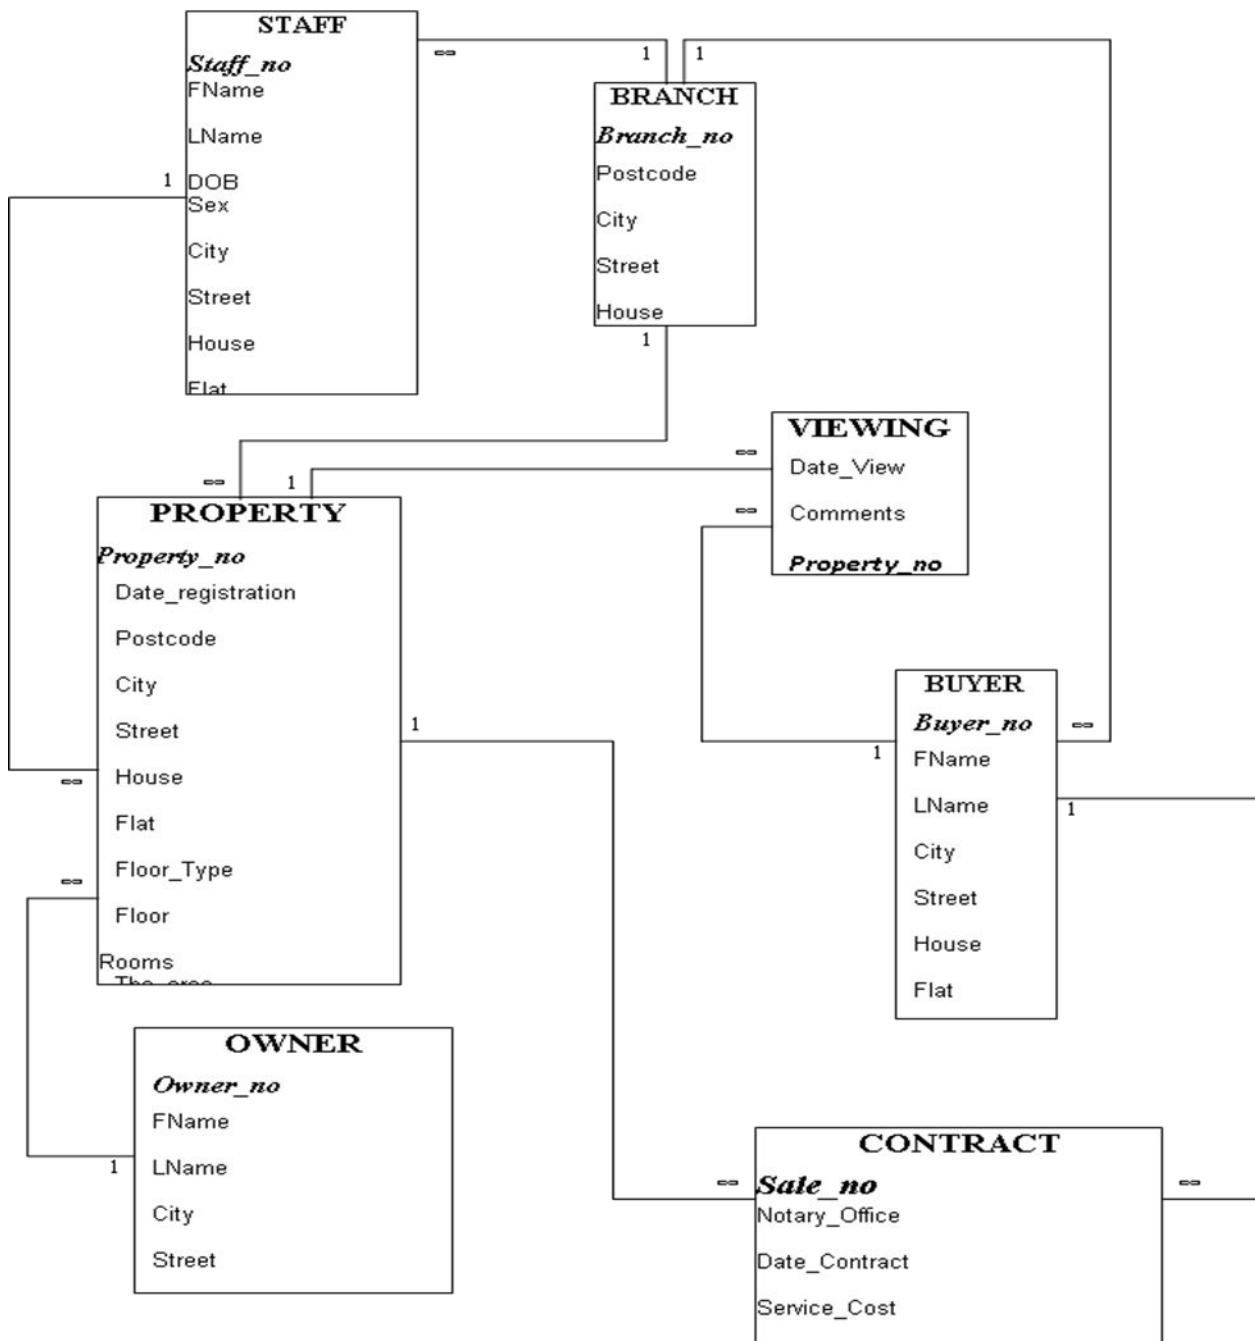 STAFF
Staff_no
FName
LName
DOB
Sex
City
Street
House
Flat
1
∞
1
1
BRANCH
Branch_no
Postcode
City
Street
House
1
VIEWING
Date_View
Comments
Property_no
∞
∞
∞
1
PROPERTY
Property_no
Date_registration
Postcode
City
Street
House
Flat
Floor_Type
Floor
Rooms
The_area
1
∞
∞
BUYER
Buyer_no
FName
LName
City
Street
House
Flat
∞
1
1
OWNER
Owner_no
FName
LName
City
Street
1
CONTRACT
Sale_no
Notary_Office
Date_Contract
Service_Cost
∞
∞